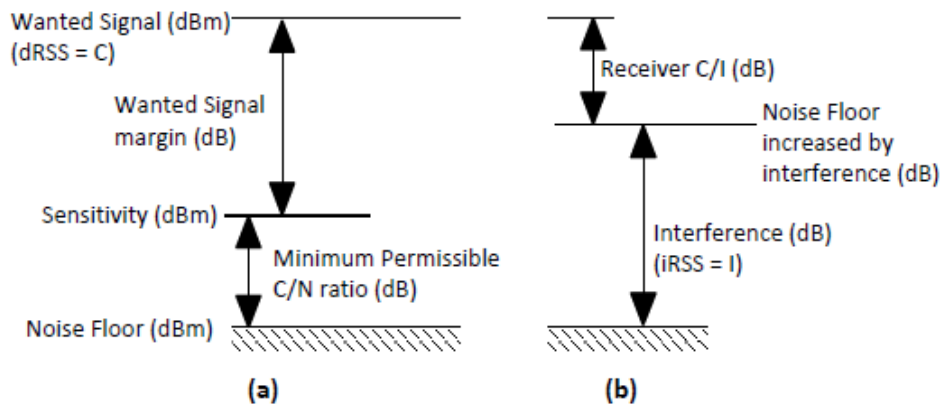 Wanted Signal (dBm)
(dRSS = C)
Wanted Signal
margin (dB)
Sensitivity (dBm)
Minimum Permissible
C/N ratio (dB)
Noise Floor (dBm)
(a)
Receiver C/I (dB)
Noise Floor
increased by
interference (dB)
Interference (dB)
(iRSS = I)
(b)